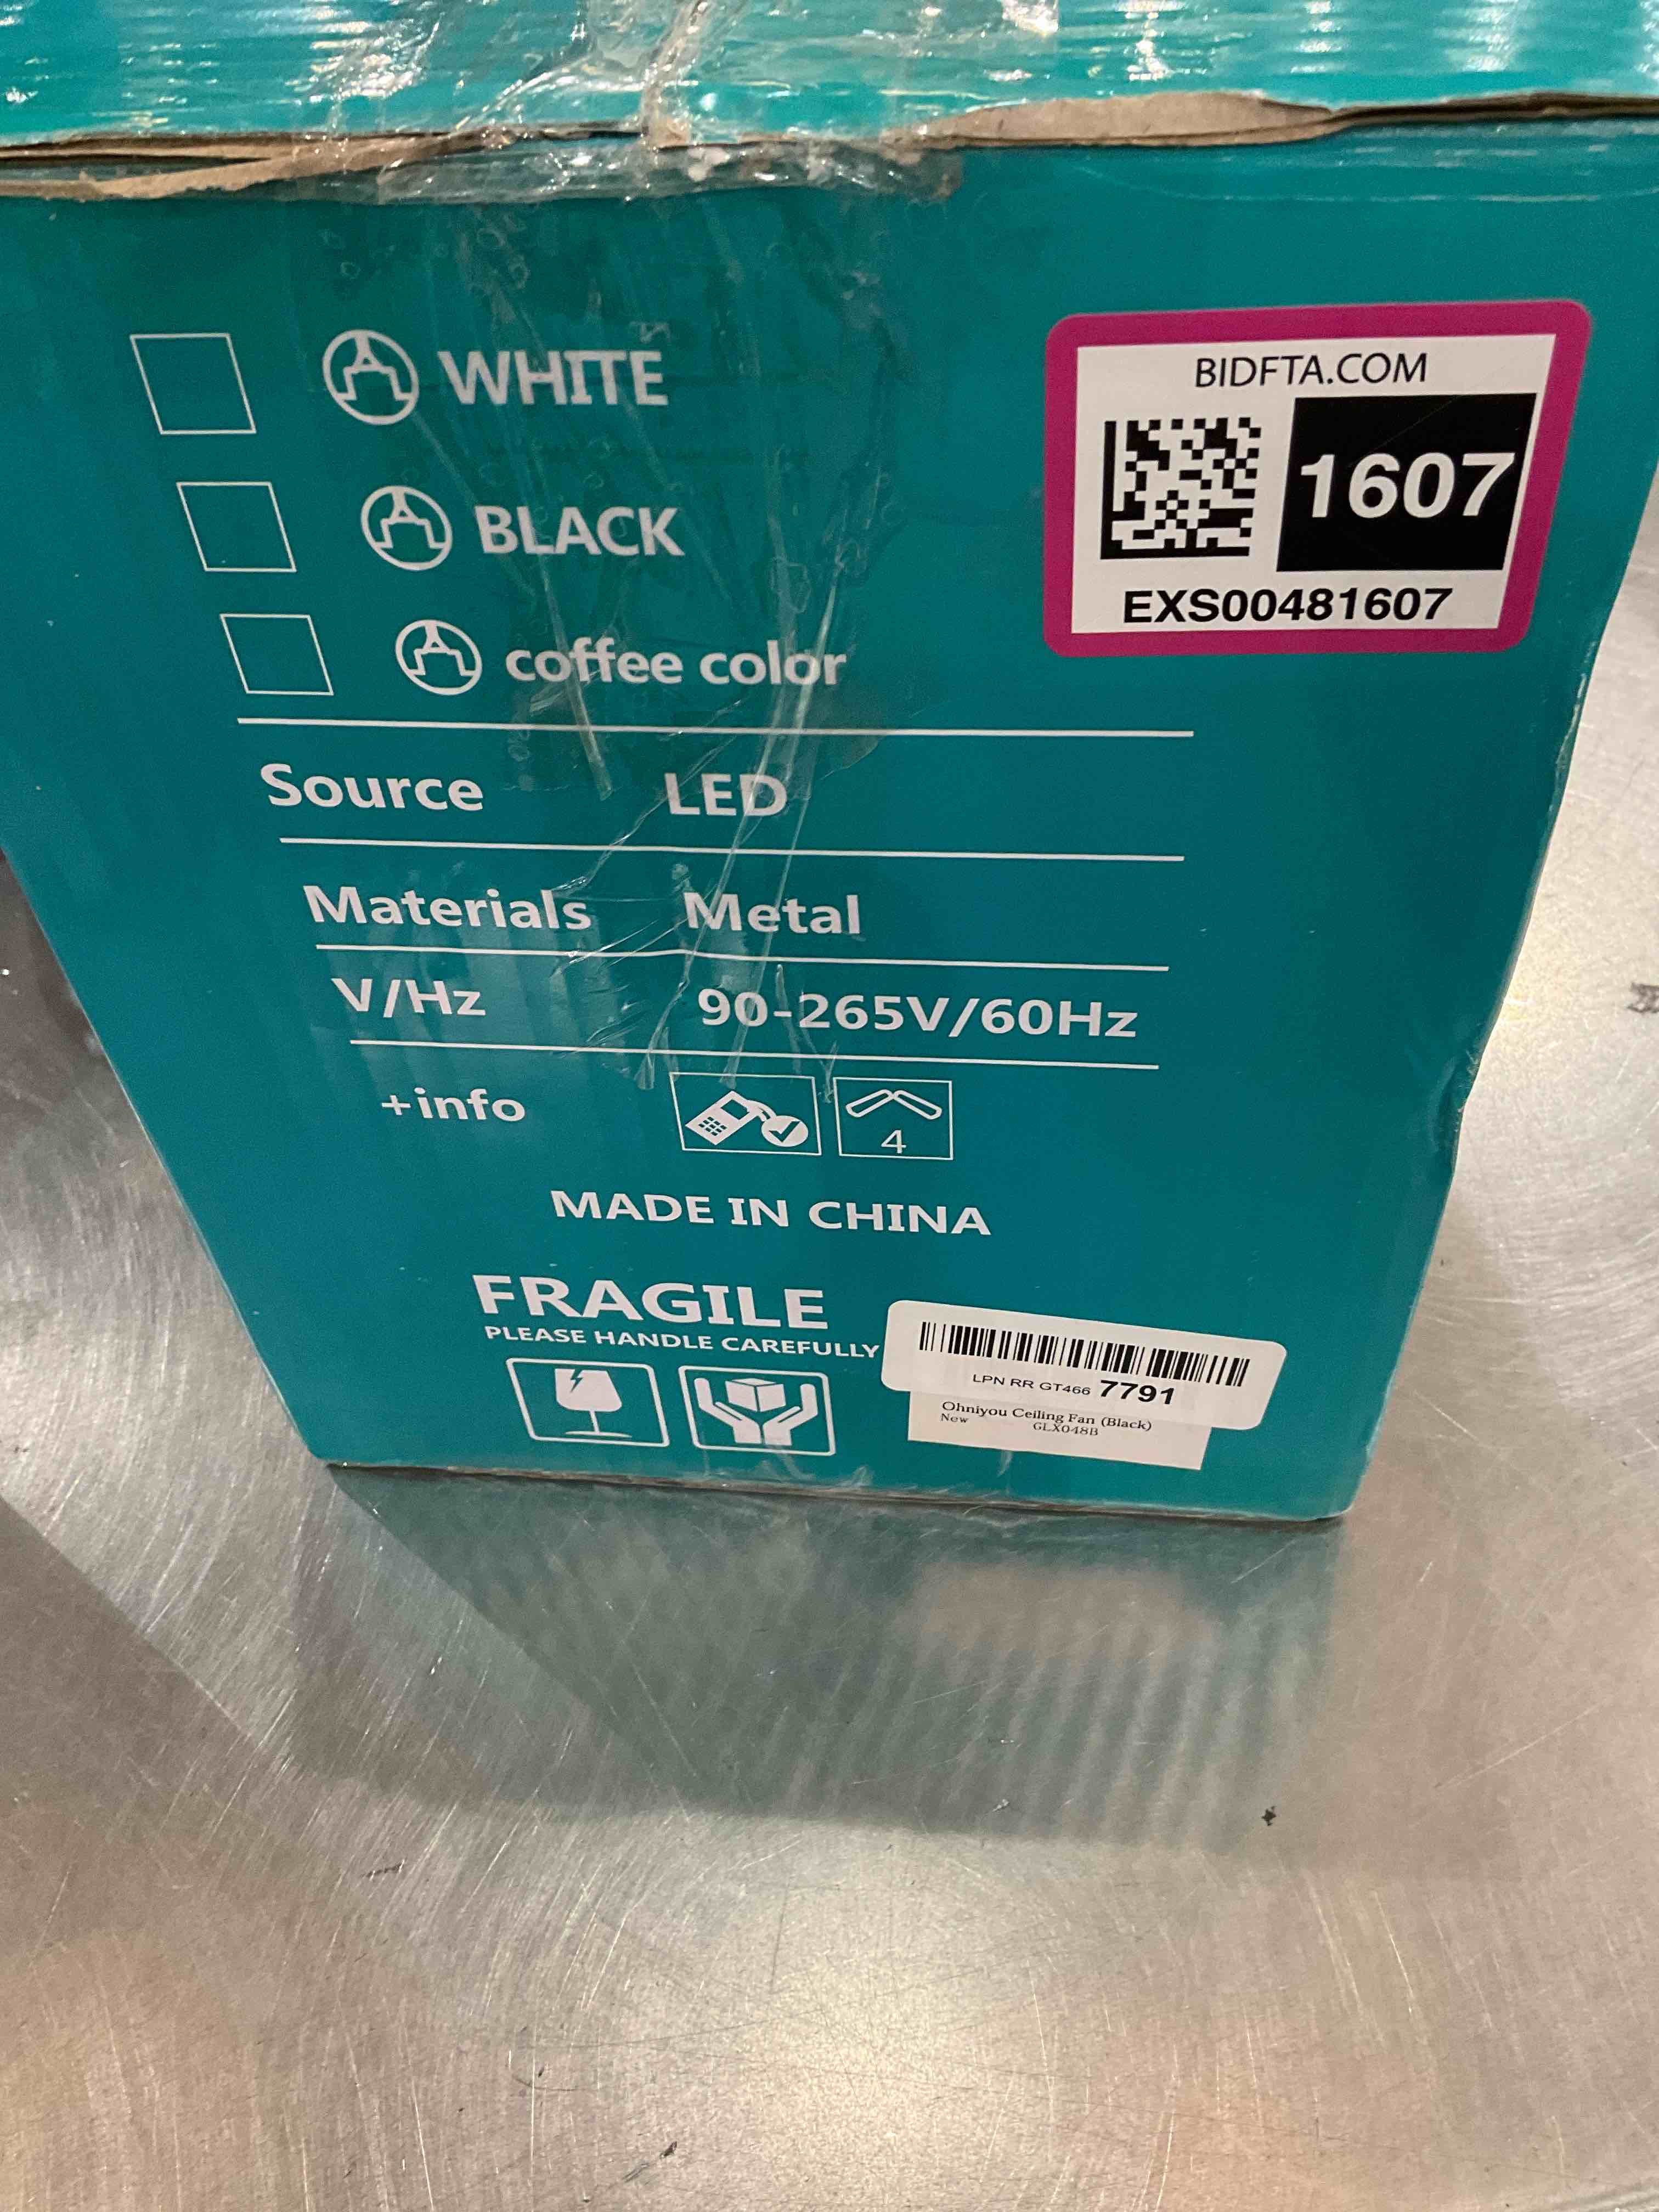 WHITE
BLACK
coffee color
BIDFTA.COM
1607
EXS00481607
Source LED
Materials Metal
V/Hz 90-265V/60Hz
+info
4
MADE IN CHINA
FRAGILE
PLEASE HANDLE CAREFULLY
LPN RR GT466 7791
Ohniyou Ceiling Fan (Black)
New GLX048B